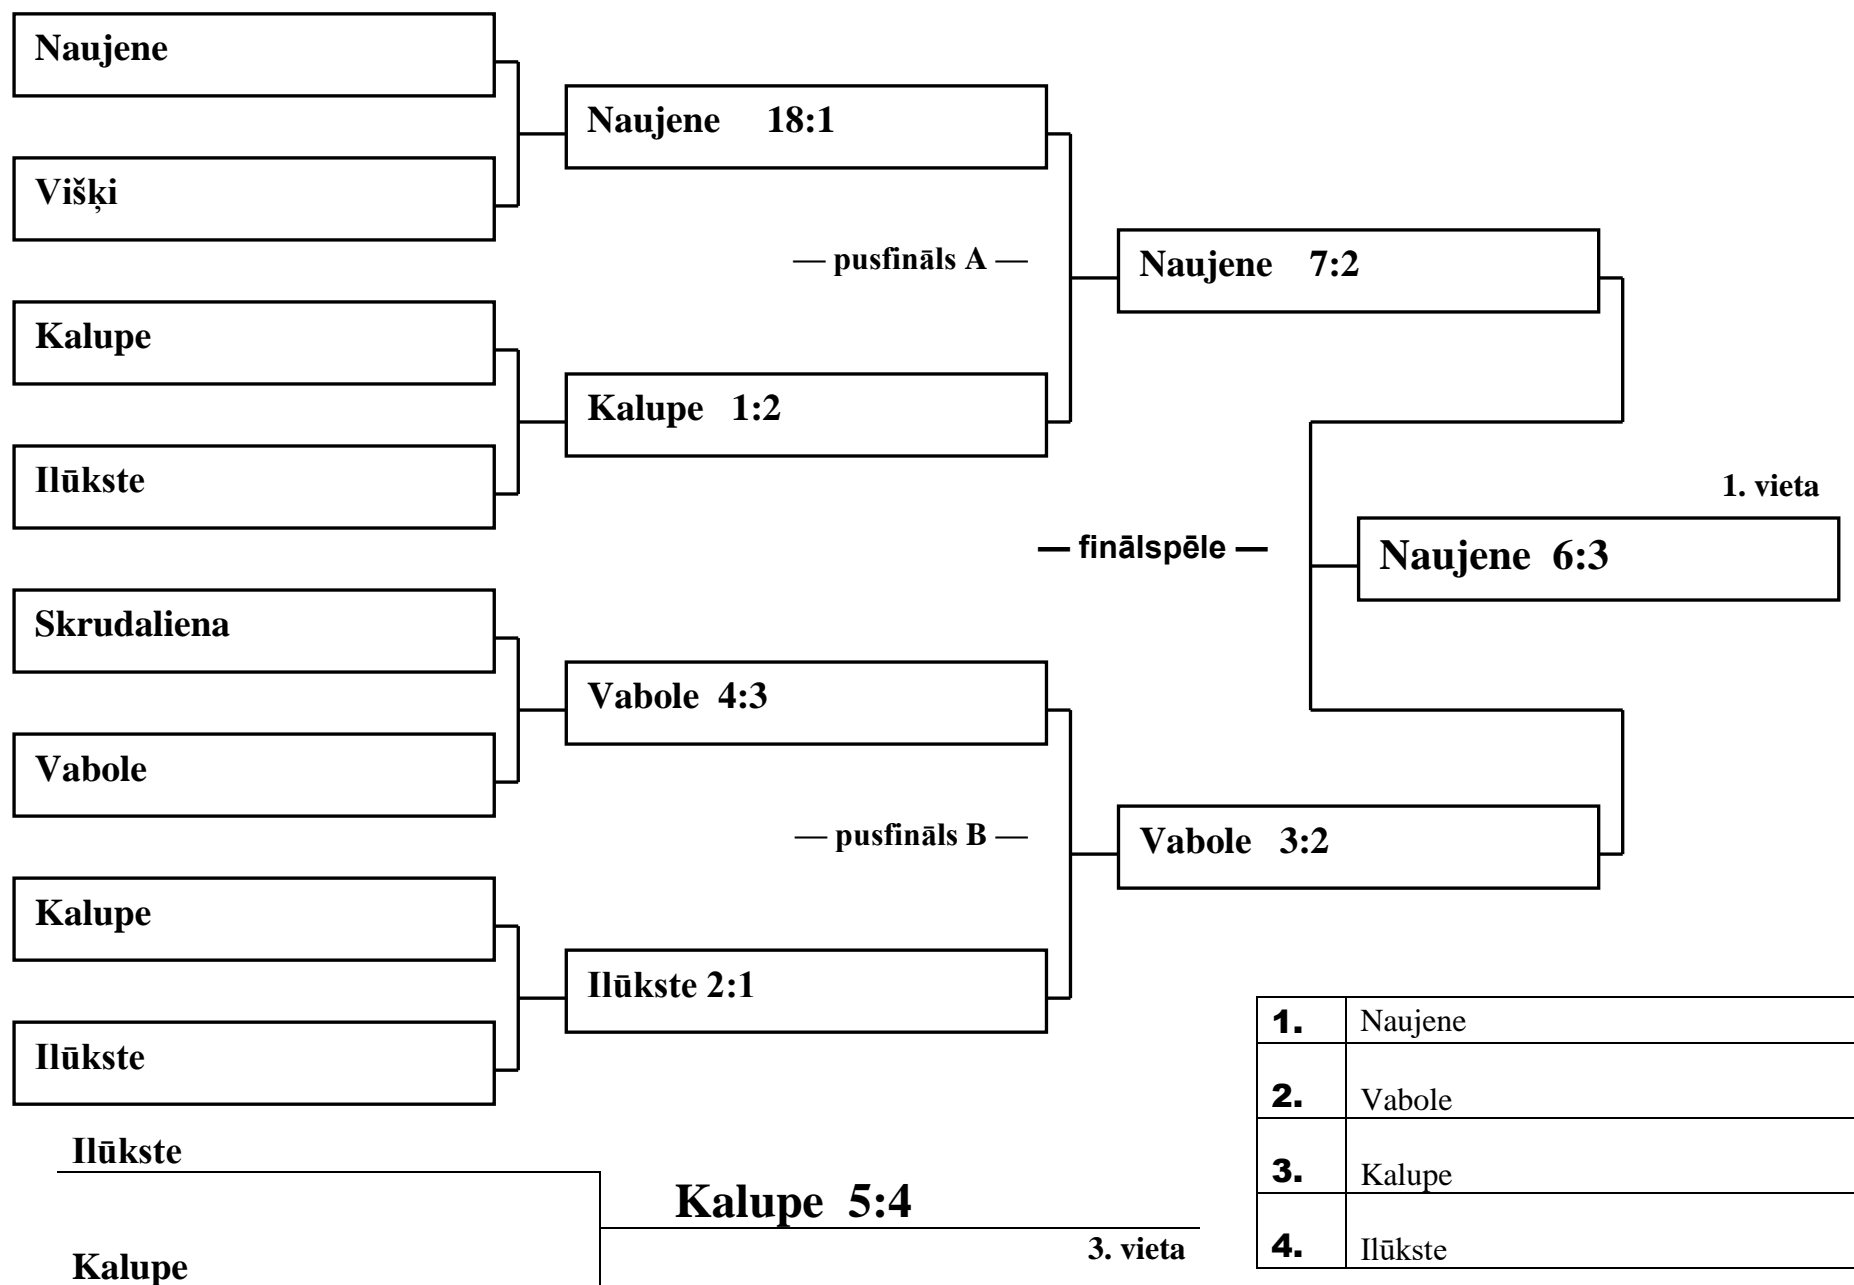 Naujene
Naujene 18:1
Višķi
— pusfināls A —
Naujene 7:2
Kalupe
Kalupe 1:2
Ilūkste
1. vieta
— finālspēle —
Naujene 6:3
Skrudaliena
Vabole 4:3
Vabole
— pusfināls B —
Vabole 3:2
Kalupe
Ilūkste 2:1
Ilūkste
1. Naujene
2. Vabole
3. Kalupe
4. Ilūkste
Ilūkste
Kalupe 5:4
3. vieta
Kalupe